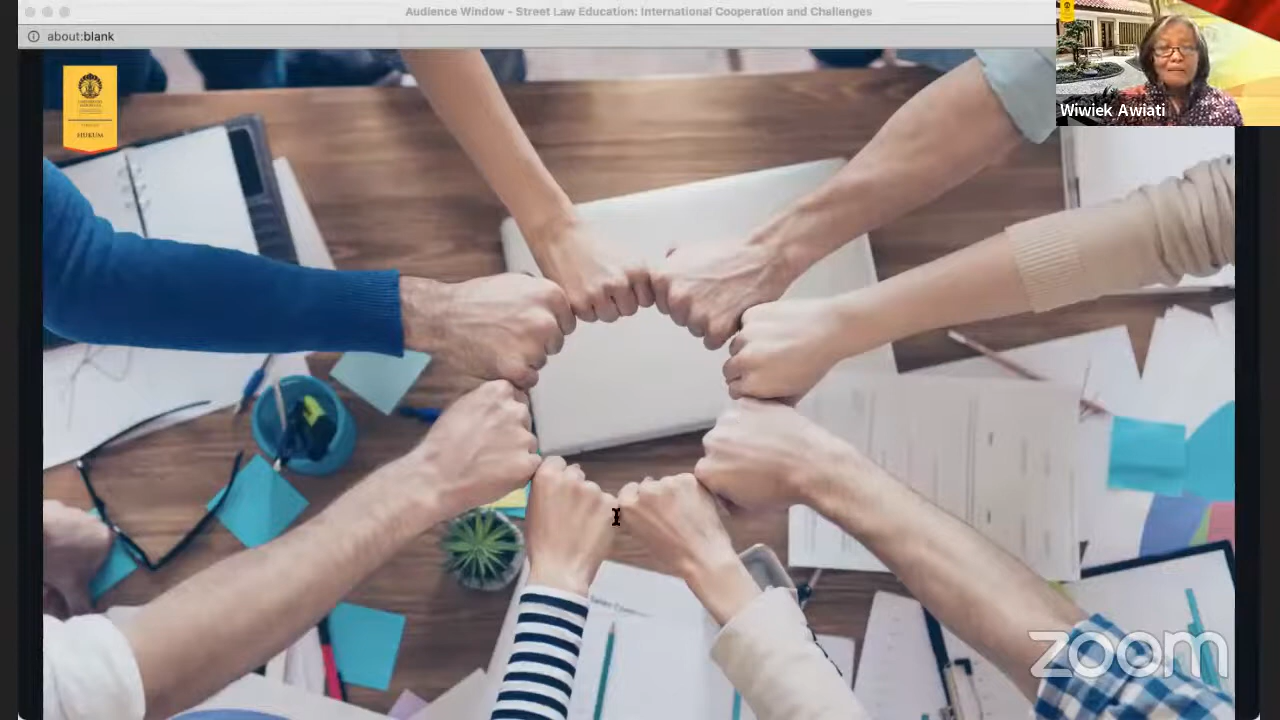 Audience Window - Street Law Education: International Cooperation and Challenges
about:blank
Wiwiek Awiati
HUKUM
zoom